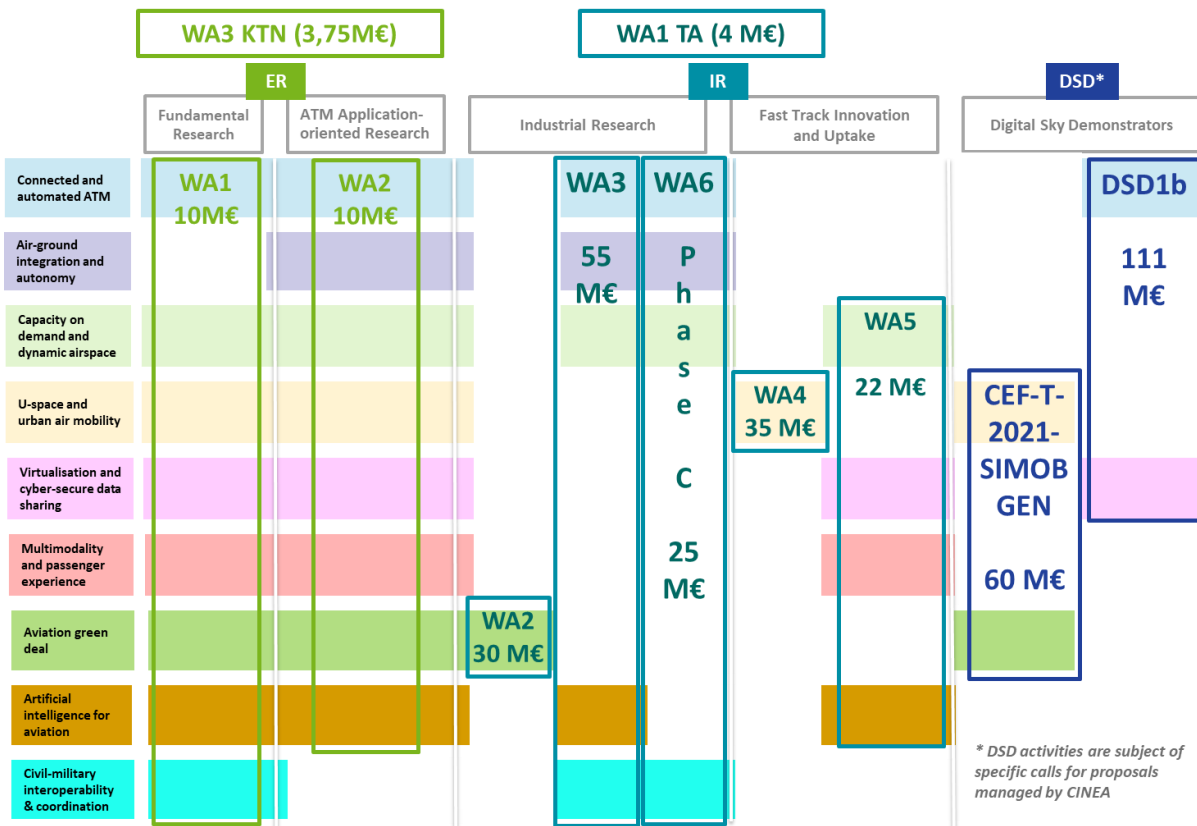 WA3 KTN (3,75M€)
WA1 TA (4 M€)
ER
IR
DSD*
Fundamental
Research
ATM Application-
oriented Research
Industrial Research
Fast Track Innovation
and Uptake
Digital Sky Demonstrators
Connected and
automated ATM
WA1
10M€
WA2
10M€
WA3
55
M€
WA6
P
h
a
s
e
C
25
M€
DSD1b
111
M€
Air-ground
integration and
autonomy
Capacity on
demand and
dynamic airspace
WA5
22 M€
U-space and
urban air mobility
WA4
35 M€
CEF-T-
2021-
SIMOB
GEN
60 M€
Virtualisation and
cyber-secure data
sharing
Multimodality
and passenger
experience
Aviation green
deal
WA2
30 M€
Artificial
intelligence for
aviation
Civil-military
interoperability
& coordination
* DSD activities are subject of
specific calls for proposals
managed by CINEA